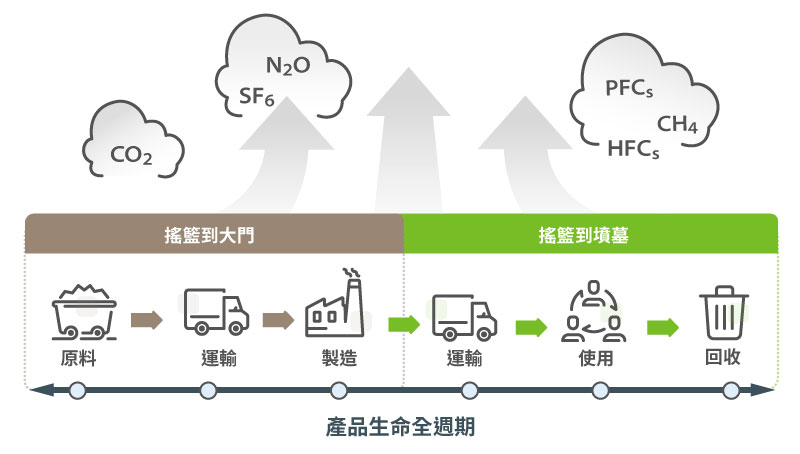 N₂O
SF₆
CO₂
PFCₛ
CH₄
HFCₛ
搖籃到大門
搖籃到墳墓
原料
運輸
製造
運輸
使用
回收
產品生命全週期